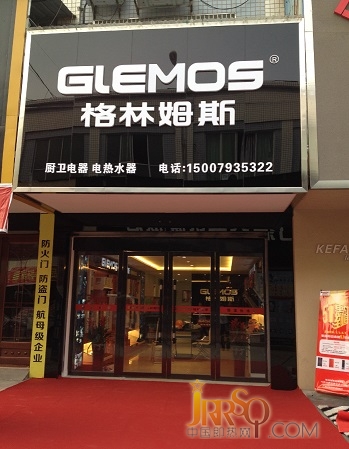 GLEMOS®
格林姆斯
厨卫电器 电热水器 电话:15007935322
防火门 防盗门 航母级企业
GLEMOS
格林姆斯
KEFA
JRRSQ.COM
中国即热网